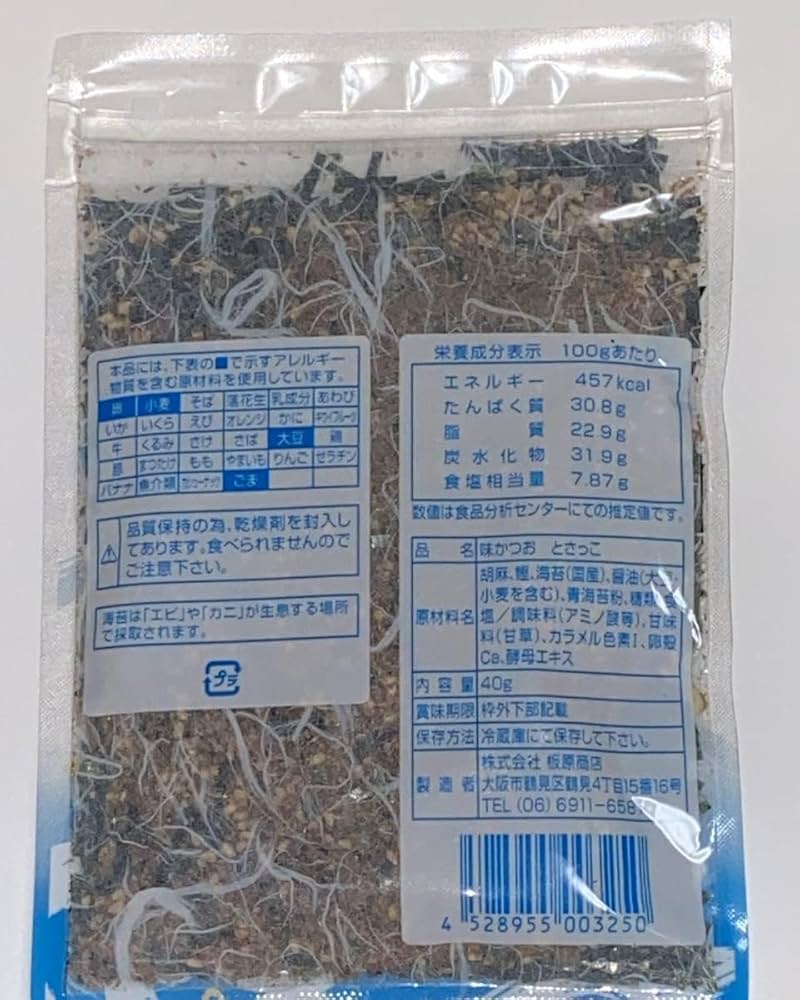 本品には、下表の■で示すアレルギー
物質を含む原材料を使用しています。
卵 小麦 そば 落花生 乳成分 あわび
いか いくら えび オレンジ かに キウイフルーツ
牛 くるみ さけ さば 大豆 鶏
豚 まつたけ もも やまいも りんご ゼラチン
バナナ 魚介類 カシューナッツ ごま
品質保持の為、乾燥剤を封入し
てあります。食べられませんので
ご注意下さい。
海苔は「エビ」や「カニ」が生息する場所
で採取されます。
プラ
栄養成分表示 100gあたり
エネルギー 457kcal
たんぱく質 30.8g
脂質 22.9g
炭水化物 31.9g
食塩相当量 7.87g
数値は食品分析センターにての推定値です。
品名 味かつお とさっこ
原材料名 胡麻、鰹、海苔(国産)、醤油(大
小麦を含む)、青海苔粉、糖類、
塩/調味料(アミノ酸等)、甘味
料(甘草)、カラメル色素I、卵殻
Ca、酵母エキス
内容量 40g
賞味期限 枠外下部記載
保存方法 冷蔵庫にて保存して下さい。
製造者 株式会社 板原商店
大阪市鶴見区鶴見4丁目15番16号
TEL (06) 6911-658
4 528955 003250